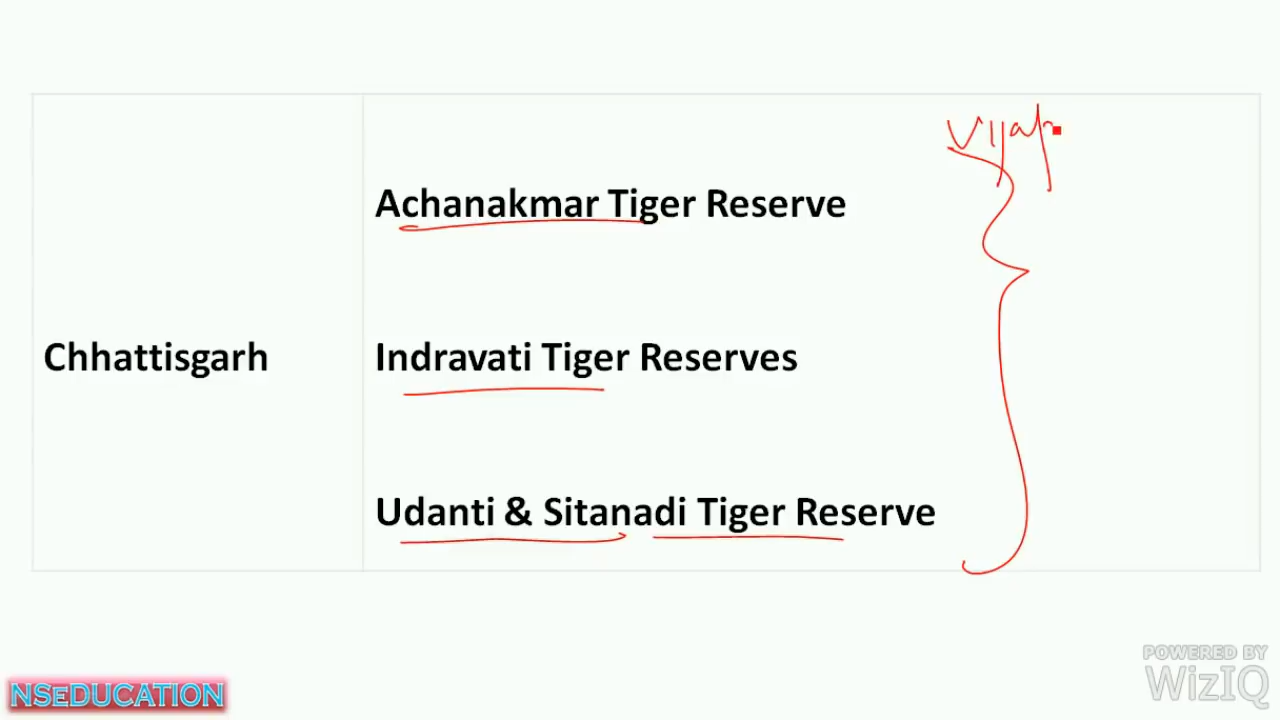 Achanakmar Tiger Reserve
Chhattisgarh
Indravati Tiger Reserves
Udanti & Sitanadi Tiger Reserve
POWERED BY
WizIQ
NSEDUCATION